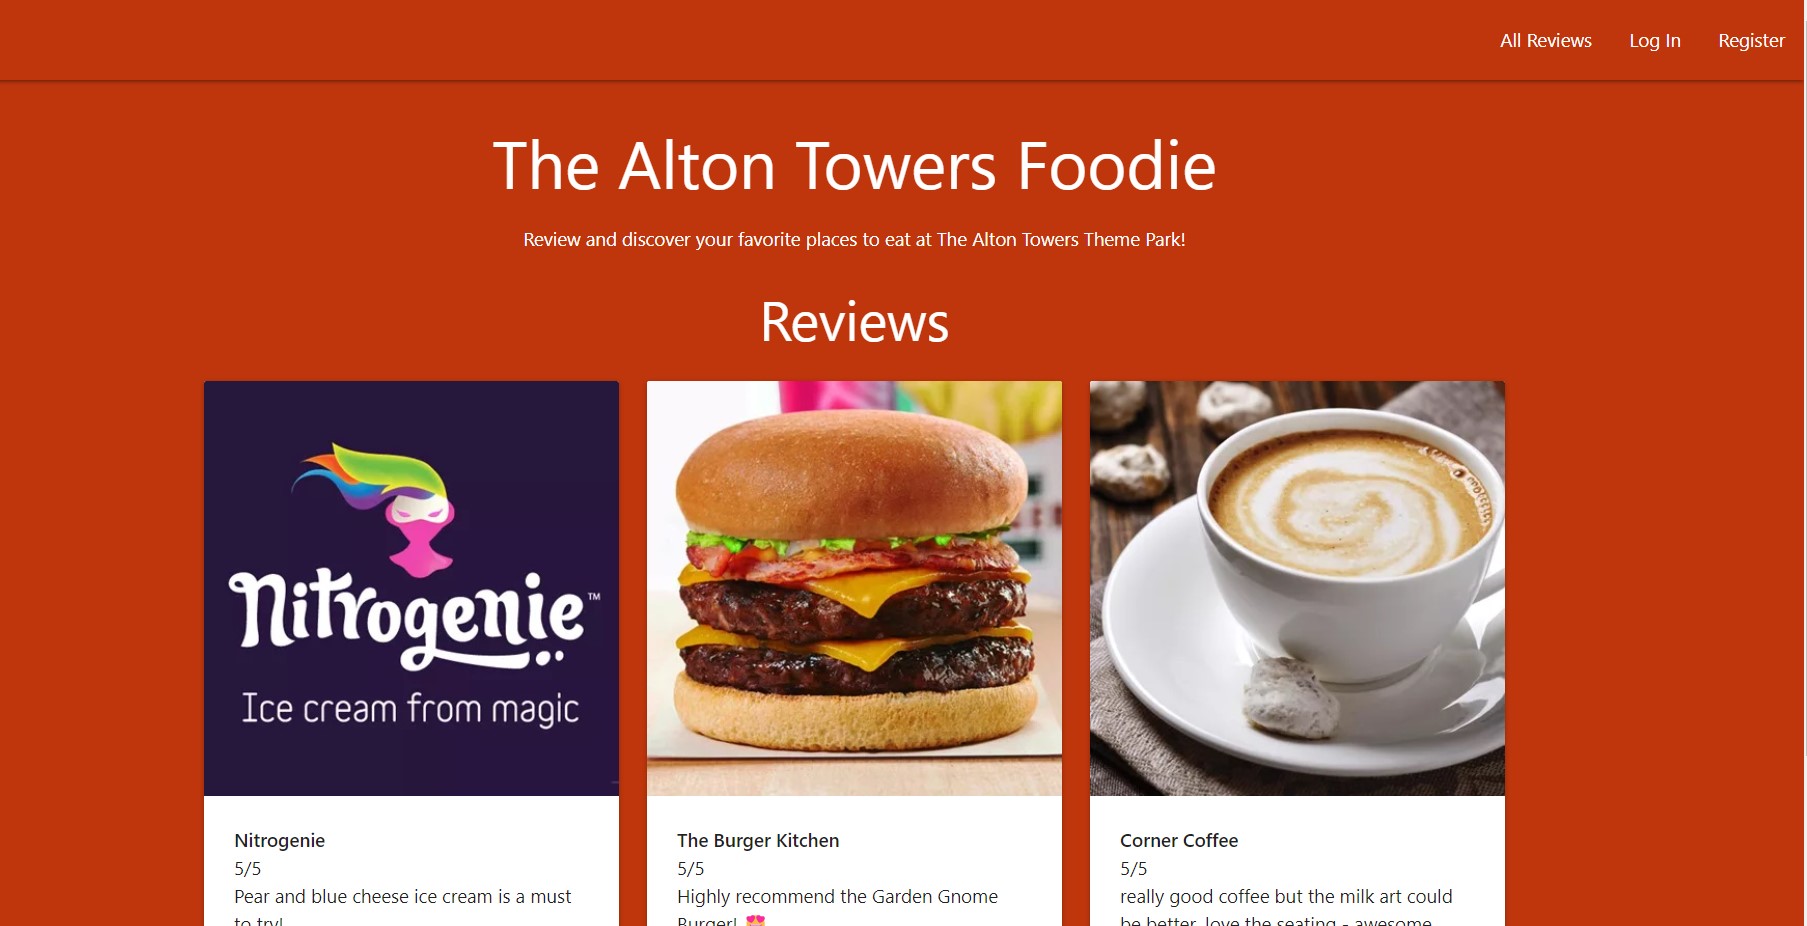 All Reviews Log In Register
The Alton Towers Foodie
Review and discover your favorite places to eat at The Alton Towers Theme Park!
Reviews
Nitrogenie™
Ice cream from magic
Nitrogenie
5/5
Pear and blue cheese ice cream is a must
to try!
The Burger Kitchen
5/5
Highly recommend the Garden Gnome
Burger! 😍
Corner Coffee
5/5
really good coffee but the milk art could
be better, love the seating - awesome